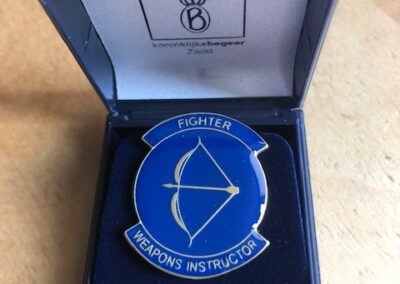 B
koninklijkebegeer
Zeist
FIGHTER
WEAPONS INSTRUCTOR